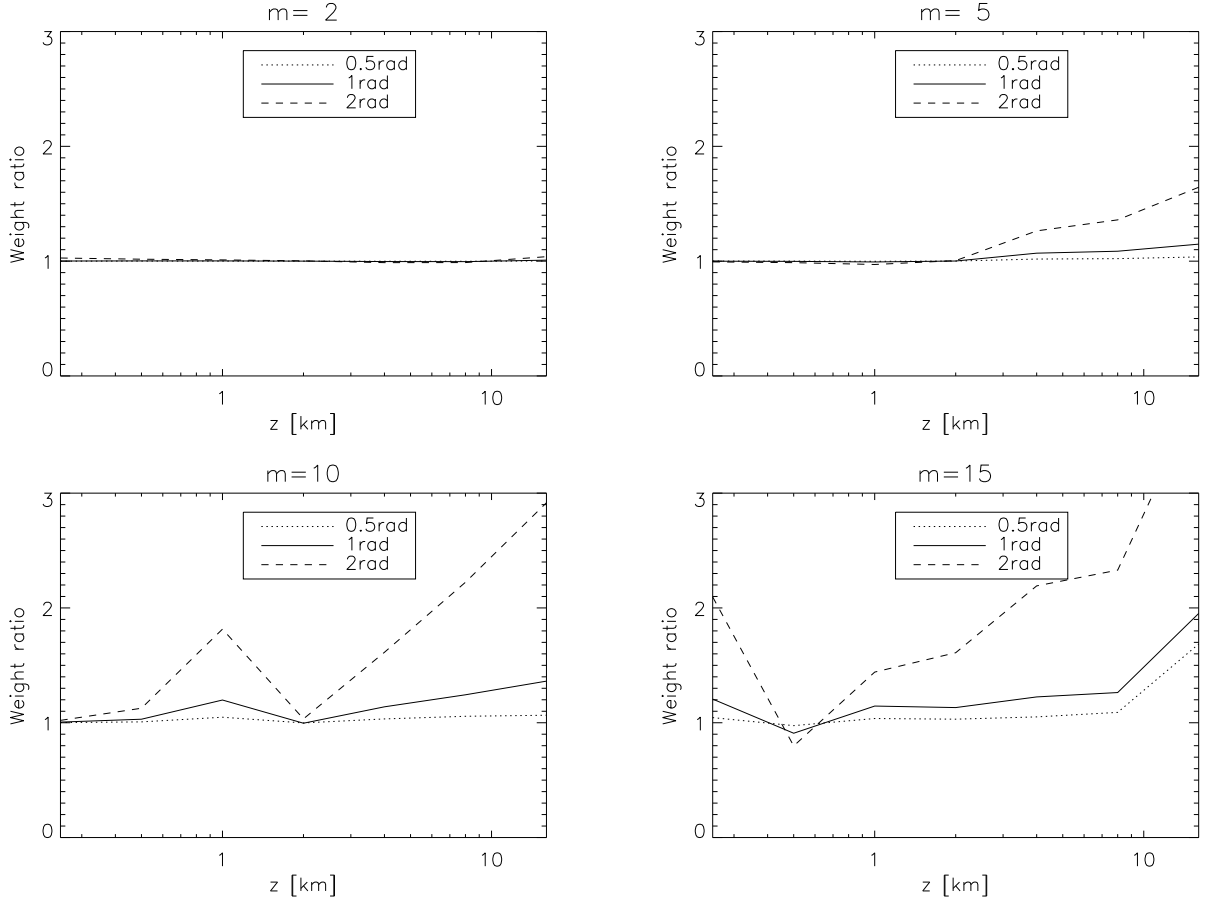 m= 2
3
2
1
0
Weight ratio
0.5rad
1rad
2rad
1
10
z [km]
m= 5
3
2
1
0
Weight ratio
0.5rad
1rad
2rad
1
10
z [km]
m=10
3
2
1
0
Weight ratio
0.5rad
1rad
2rad
1
10
z [km]
m=15
3
2
1
0
Weight ratio
0.5rad
1rad
2rad
1
10
z [km]